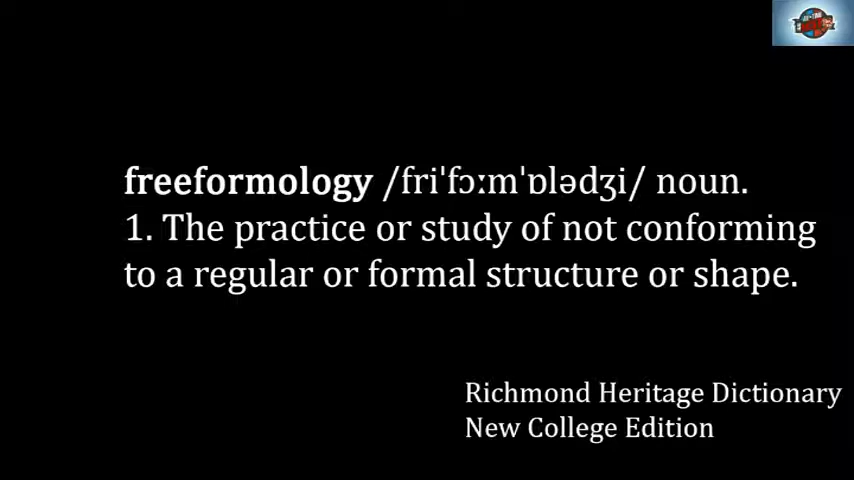 freeformology /friˈfɔːmˈɒlədʒi/ noun.
1. The practice or study of not conforming
to a regular or formal structure or shape.
Richmond Heritage Dictionary
New College Edition